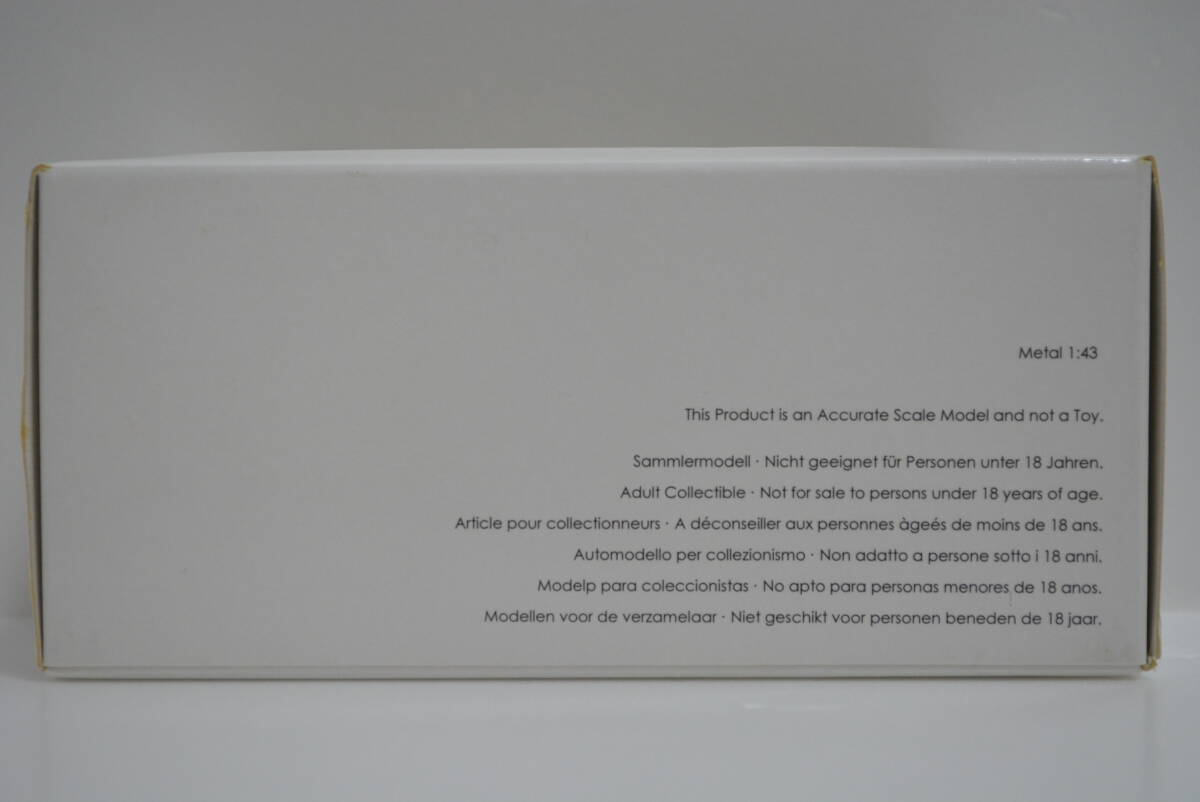 Metal 1:43
This Product is an Accurate Scale Model and not a Toy.
Sammlermodell · Nicht geeignet für Personen unter 18 Jahren.
Adult Collectible · Not for sale to persons under 18 years of age.
Article pour collectionneurs · A déconseiller aux personnes àgeés de moins de 18 ans.
Automodello per collezionismo · Non adatto a persone sotto i 18 anni.
Modelp para coleccionistas · No apto para personas menores de 18 anos.
Modellen voor de verzamelaar · Niet geschikt voor personen beneden de 18 jaar.